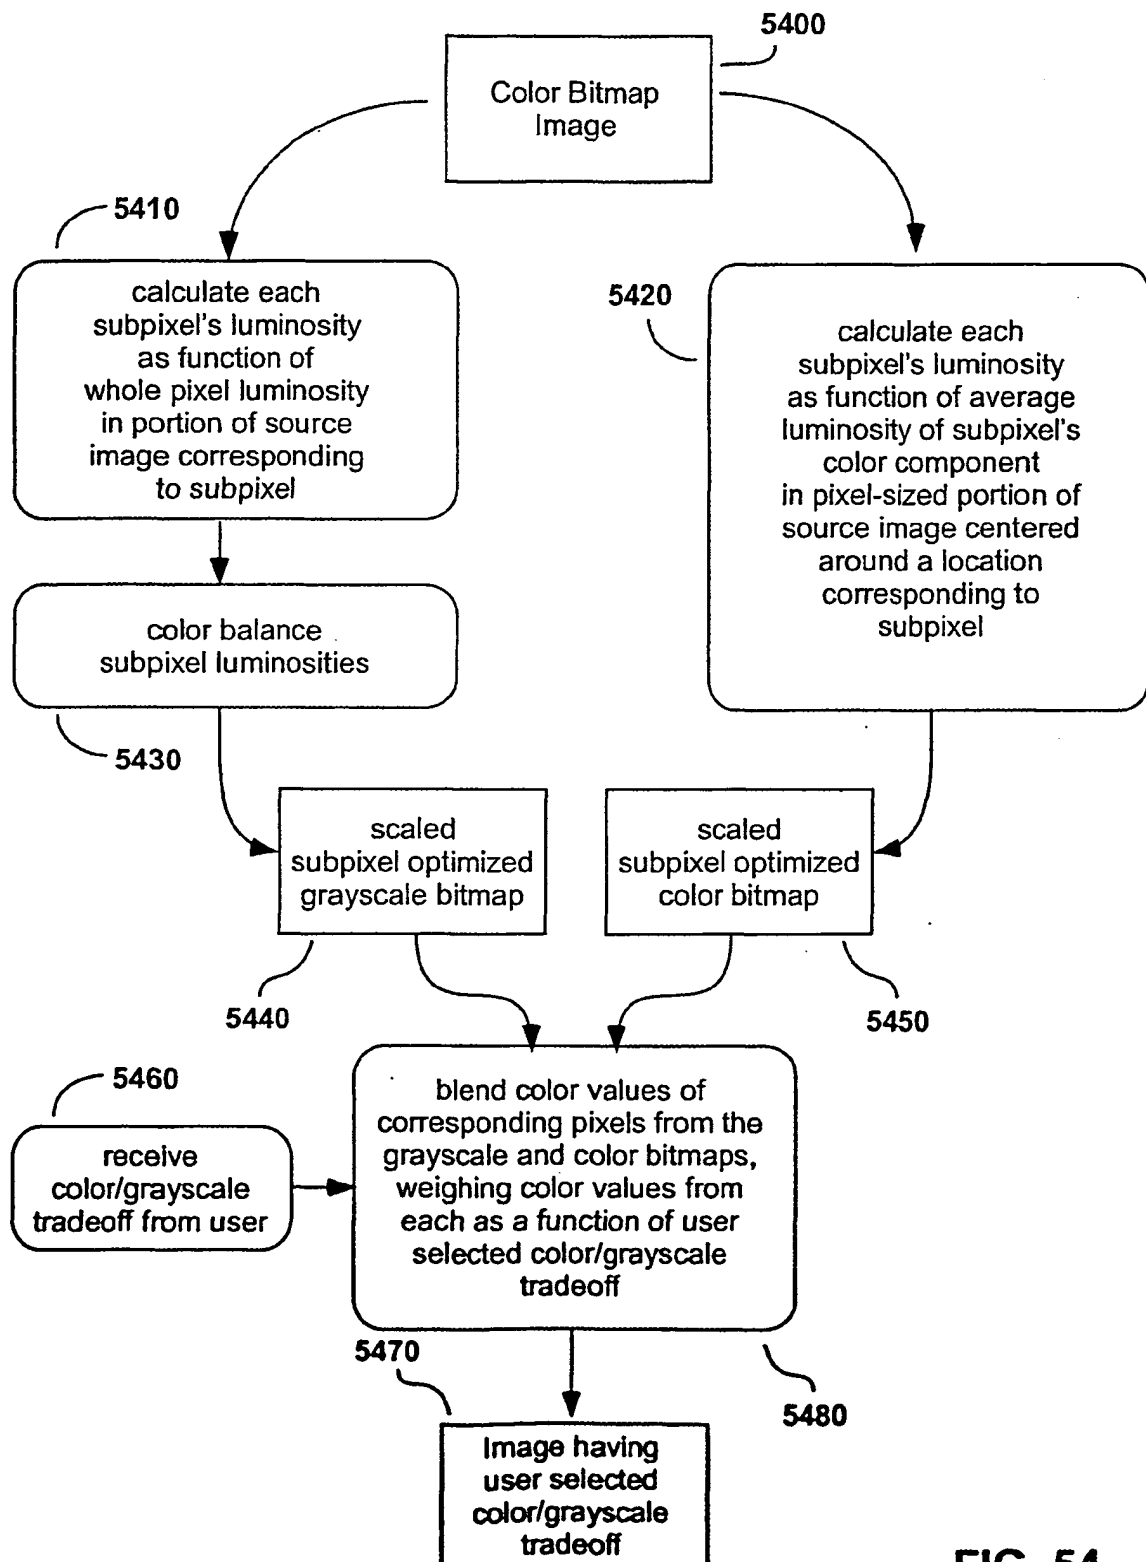 5400
Color Bitmap
Image
5410
calculate each
subpixel's luminosity
as function of
whole pixel luminosity
in portion of source
image corresponding
to subpixel
5420
calculate each
subpixel's luminosity
as function of average
luminosity of subpixel's
color component
in pixel-sized portion of
source image centered
around a location
corresponding to
subpixel
color balance
subpixel luminosities
5430
scaled
subpixel optimized
grayscale bitmap
scaled
subpixel optimized
color bitmap
5440
5450
5460
receive
color/grayscale
tradeoff from user
blend color values of
corresponding pixels from the
grayscale and color bitmaps,
weighing color values from
each as a function of user
selected color/grayscale
tradeoff
5470
5480
Image having
user selected
color/grayscale
tradeoff
FIG. 54